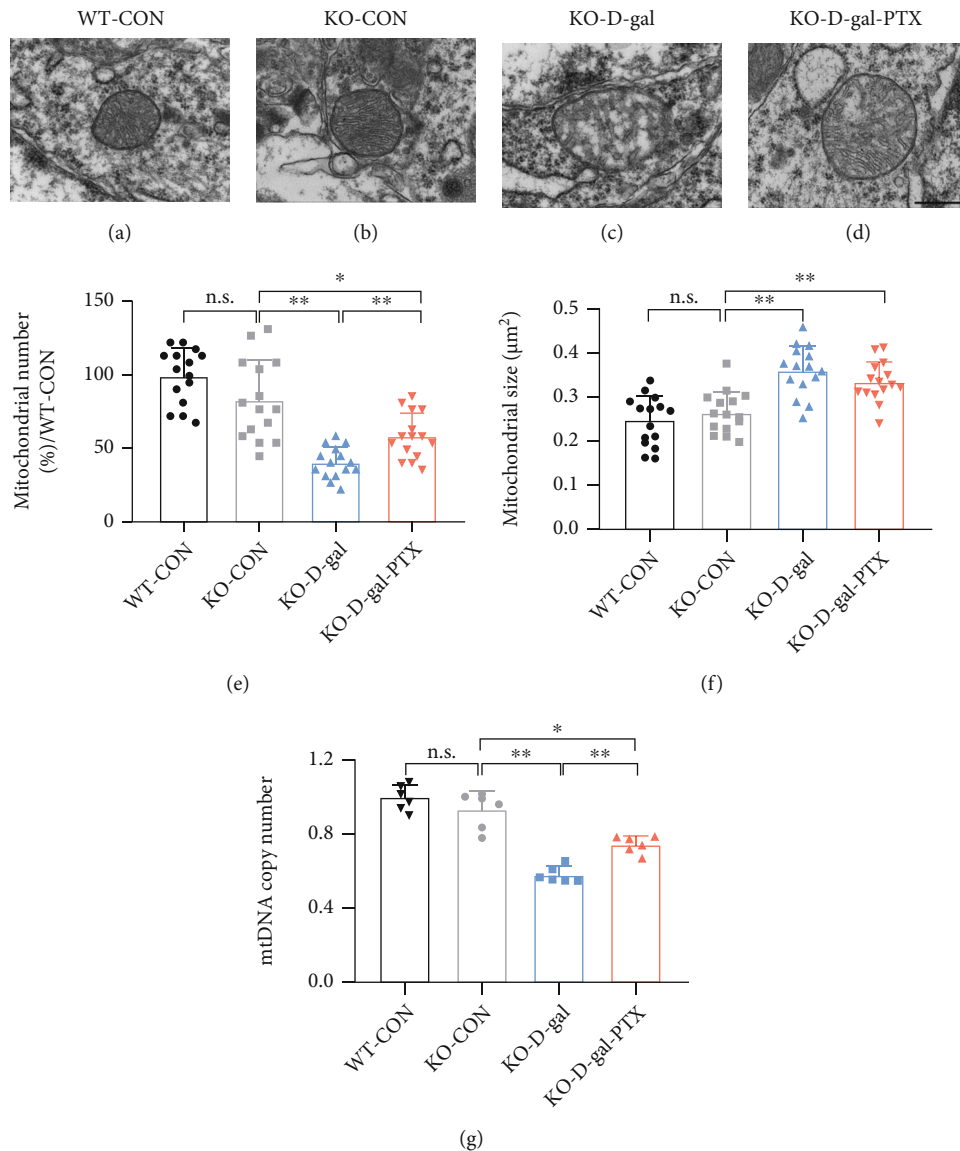 WT-CON
KO-CON
KO-D-gal
KO-D-gal-PTX
(a)
(b)
(c)
(d)
Mitochondrial number
(%)/WT-CON
150
100
50
0
n.s.
**
**
*
WT-CON
KO-CON
KO-D-gal
KO-D-gal-PTX
(e)
Mitochondrial size (μm²)
0.5
0.4
0.3
0.2
0.1
0.0
n.s.
**
**
WT-CON
KO-CON
KO-D-gal
KO-D-gal-PTX
(f)
mtDNA copy number
1.2
0.8
0.4
0.0
n.s.
**
**
*
WT-CON
KO-CON
KO-D-gal
KO-D-gal-PTX
(g)